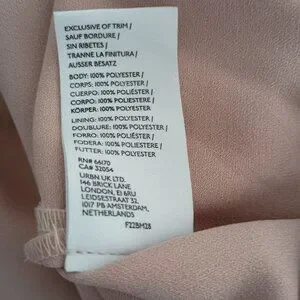 EXCLUSIVE OF TRIM /
SAUF BORDURE /
SIN RIBETES /
TRANNE LA FINITURA /
AUSSER BESATZ
BODY: 100% POLYESTER /
CORPS: 100% POLYESTER /
CUERPO: 100% POLIÉSTER /
CORPO: 100% POLIESTERE /
KÖRPER: 100% POLYESTER
LINING: 100% POLYESTER /
DOUBLURE: 100% POLYESTER /
FORRO: 100% POLIÉSTER /
FODERA: 100% POLIESTERE /
FUTTER: 100% POLYESTER
RN# 66170
CA# 32054
URBN UK LTD.
146 BRICK LANE
LONDON, E1 6RU
LEIDSESTRAAT 32,
1017 PB AMSTERDAM,
NETHERLANDS
F22BM28